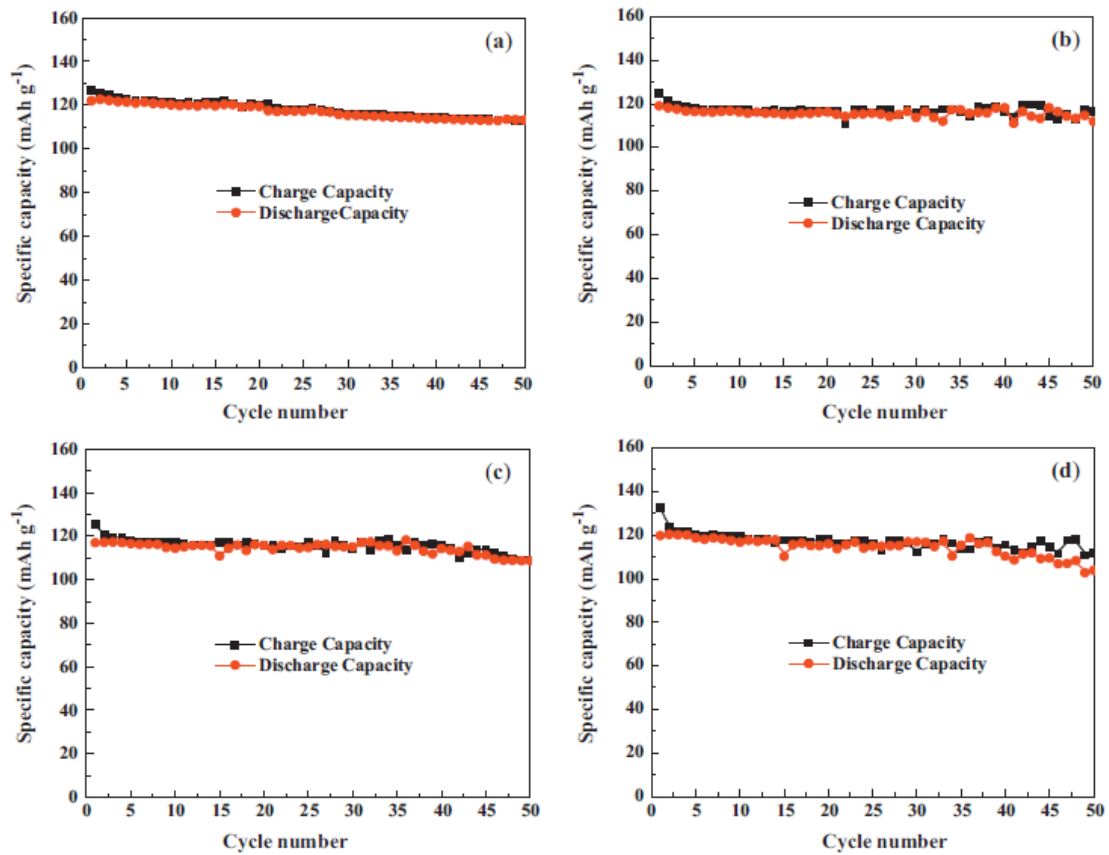 (a)
160
140
120
100
80
60
40
20
0
Specific capacity (mAh g⁻¹)
Charge Capacity
DischargeCapacity
0 5 10 15 20 25 30 35 40 45 50
Cycle number
(b)
160
140
120
100
80
60
40
20
0
Specific capacity (mAh g⁻¹)
Charge Capacity
Discharge Capacity
0 5 10 15 20 25 30 35 40 45 50
Cycle number
(c)
160
140
120
100
80
60
40
20
0
Specific capacity (mAh g⁻¹)
Charge Capacity
Discharge Capacity
0 5 10 15 20 25 30 35 40 45 50
Cycle number
(d)
160
140
120
100
80
60
40
20
0
Specific capacity (mAh g⁻¹)
Charge Capacity
Discharge Capacity
0 5 10 15 20 25 30 35 40 45 50
Cycle number